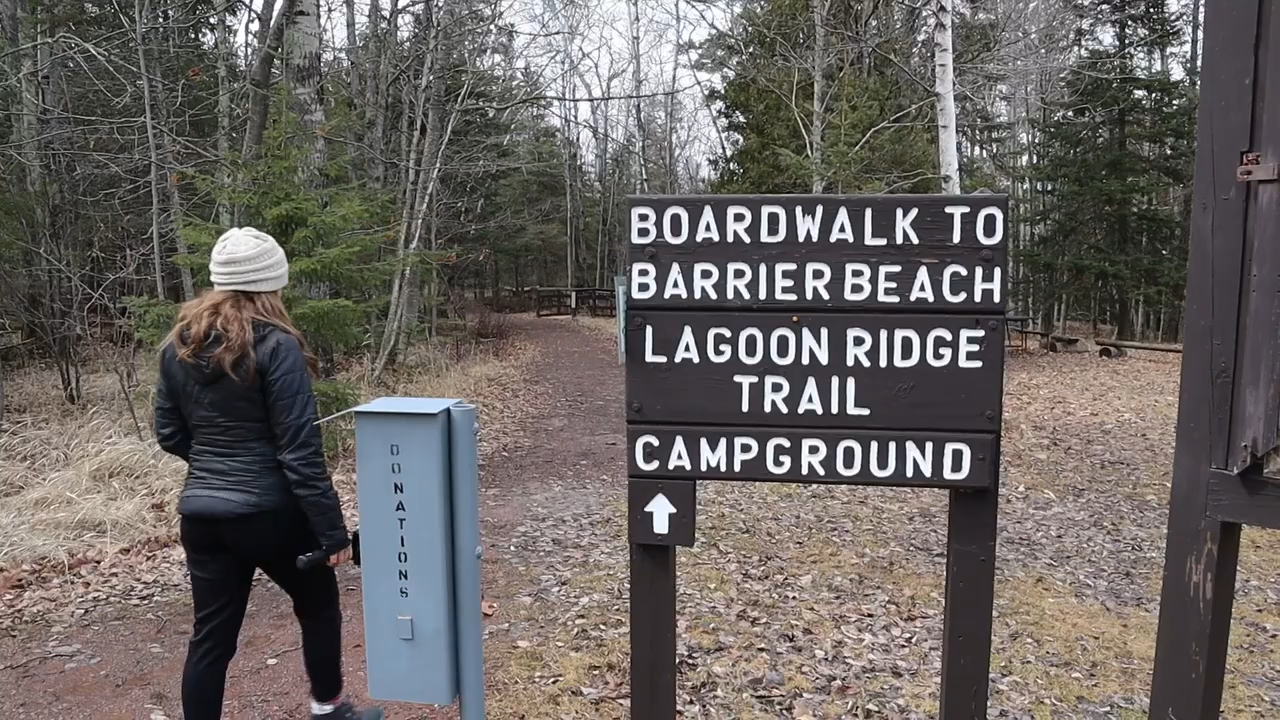 BOARDWALK TO
BARRIER BEACH
LAGOON RIDGE
TRAIL
CAMPGROUND
DONATIONS